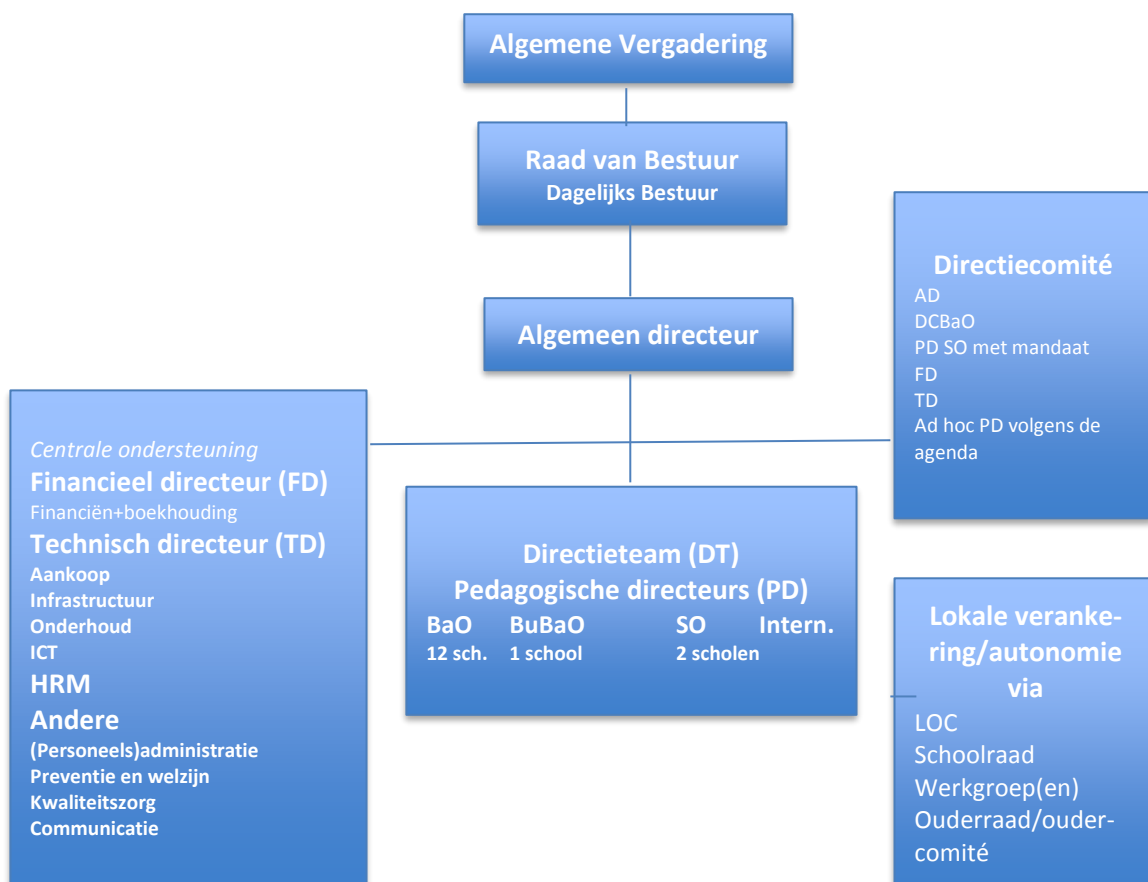 Algemene Vergadering
Raad van Bestuur
Dagelijks Bestuur
Algemeen directeur
Directiecomité
AD
DCBaO
PD SO met mandaat
FD
TD
Ad hoc PD volgens de
agenda
Centrale ondersteuning
Financieel directeur (FD)
Financiën+boekhouding
Technisch directeur (TD)
Aankoop
Infrastructuur
Onderhoud
ICT
HRM
Andere
(Personeels)administratie
Preventie en welzijn
Kwaliteitszorg
Communicatie
Directieteam (DT)
Pedagogische directeurs (PD)
BaO BuBaO SO Intern.
12 sch. 1 school 2 scholen
Lokale veranke-
ring/autonomie
via
LOC
Schoolraad
Werkgroep(en)
Ouderraad/ouder-
comité